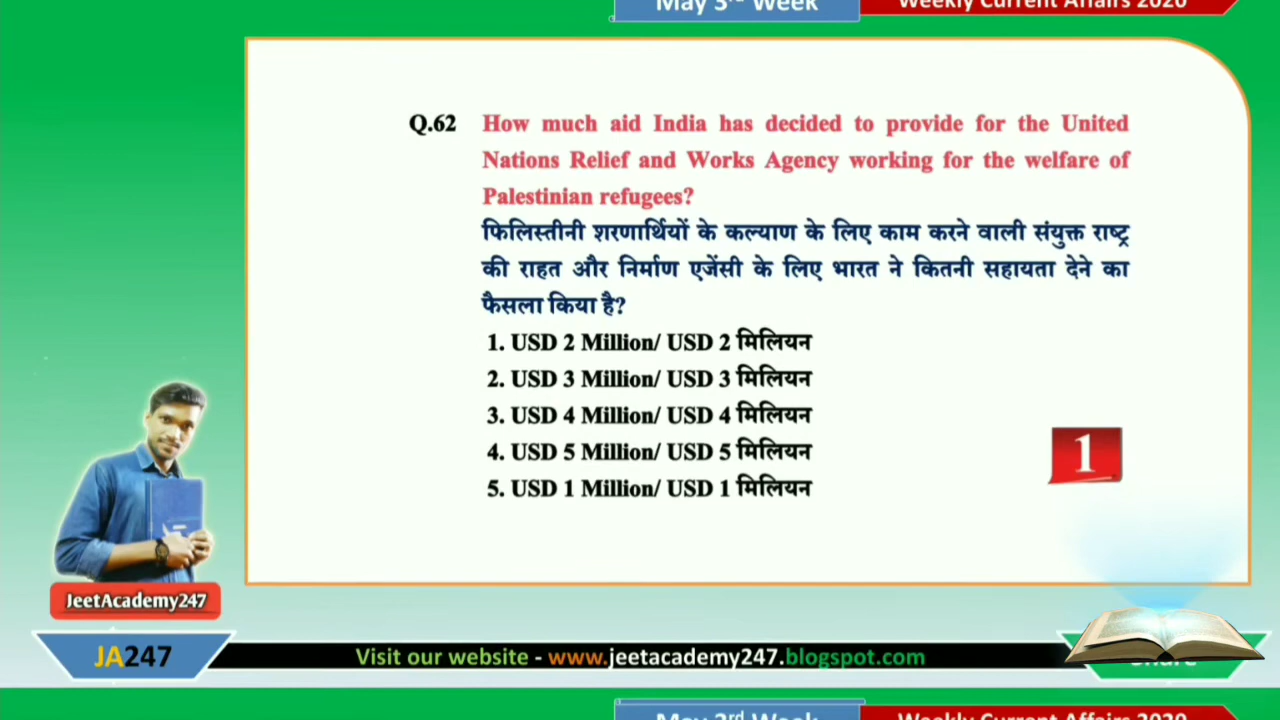 May 3rd Week
Weekly Current Affairs 2020
Q.62 How much aid India has decided to provide for the United
Nations Relief and Works Agency working for the welfare of
Palestinian refugees?
फिलिस्तीनी शरणार्थियों के कल्याण के लिए काम करने वाली संयुक्त राष्ट्र
की राहत और निर्माण एजेंसी के लिए भारत ने कितनी सहायता देने का
फैसला किया है?
1. USD 2 Million/ USD 2 मिलियन
2. USD 3 Million/ USD 3 मिलियन
3. USD 4 Million/ USD 4 मिलियन
4. USD 5 Million/ USD 5 मिलियन
5. USD 1 Million/ USD 1 मिलियन
1
JeetAcademy247
JA247
Visit our website - www.jeetacademy247.blogspot.com
Share
May 3rd Week
Weekly Current Affairs 2020